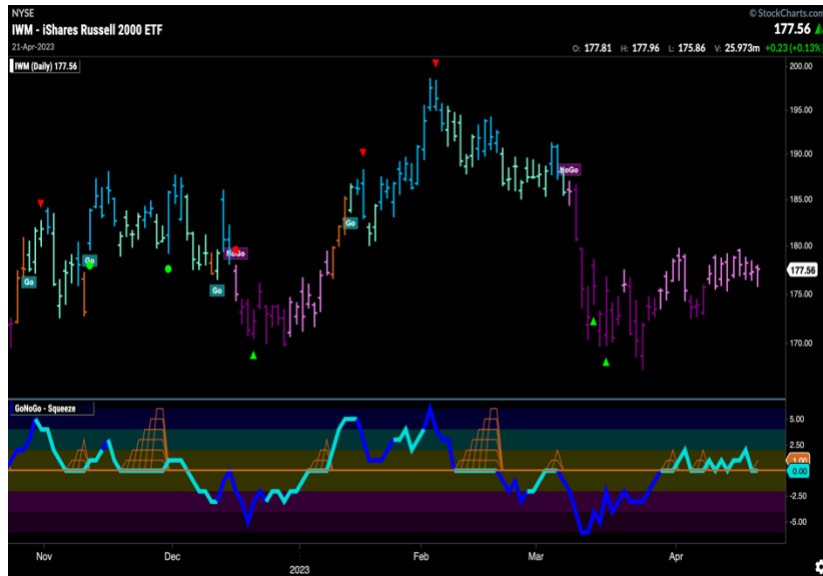 NYSE
© StockCharts.com
IWM - iShares Russell 2000 ETF
177.56
21-Apr-2023
O: 177.81 H: 177.96 L: 175.86 V: 25.973m +0.23 (+0.13%)
IWM (Daily) 177.56
200.00
195.00
190.00
NoGo
185.00
Go
180.00
Go
NoGo
177.56
Go
Go
175.00
170.00
GoNoGo - Squeeze
5.00
2.50
1.00
0.00
-2.50
-5.00
Nov
Dec
2023
Feb
Mar
Apr